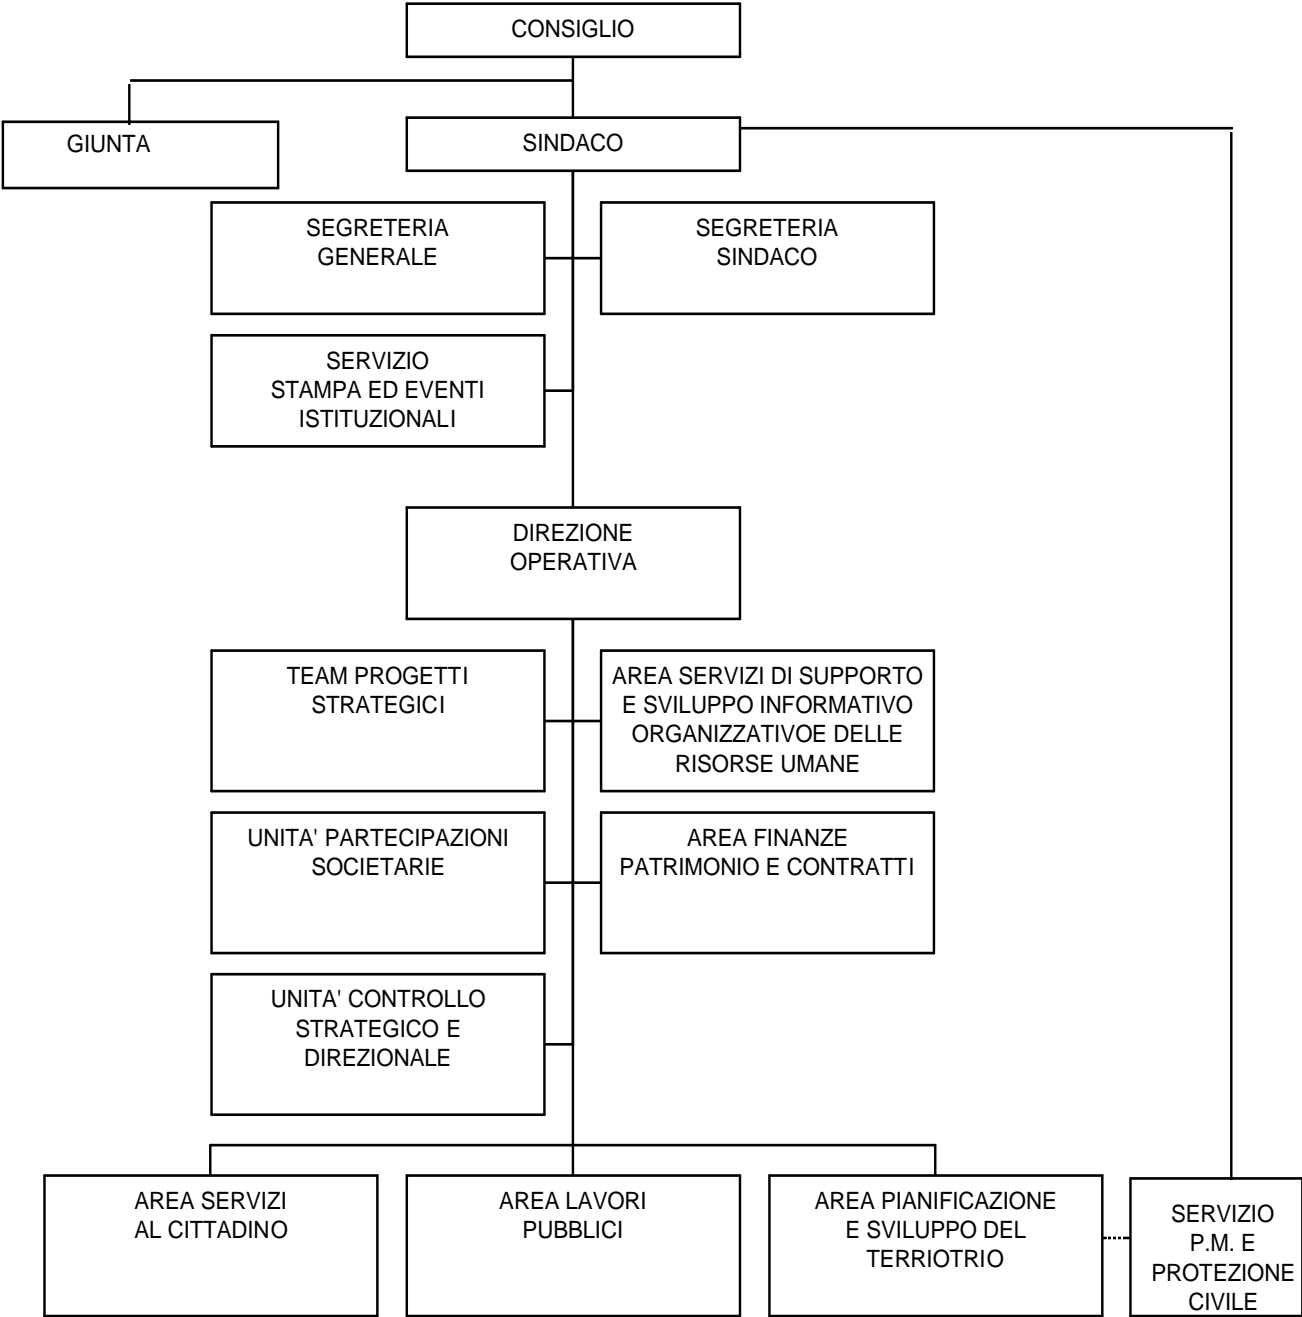 CONSIGLIO
GIUNTA
SINDACO
SEGRETERIA
GENERALE
SEGRETERIA
SINDACO
SERVIZIO
STAMPA ED EVENTI
ISTITUZIONALI
DIREZIONE
OPERATIVA
TEAM PROGETTI
STRATEGICI
AREA SERVIZI DI SUPPORTO
E SVILUPPO INFORMATIVO
ORGANIZZATIVOE DELLE
RISORSE UMANE
UNITA' PARTECIPAZIONI
SOCIETARIE
AREA FINANZE
PATRIMONIO E CONTRATTI
UNITA' CONTROLLO
STRATEGICO E
DIREZIONALE
AREA SERVIZI
AL CITTADINO
AREA LAVORI
PUBBLICI
AREA PIANIFICAZIONE
E SVILUPPO DEL
TERRIOTRIO
SERVIZIO
P.M. E
PROTEZIONE
CIVILE